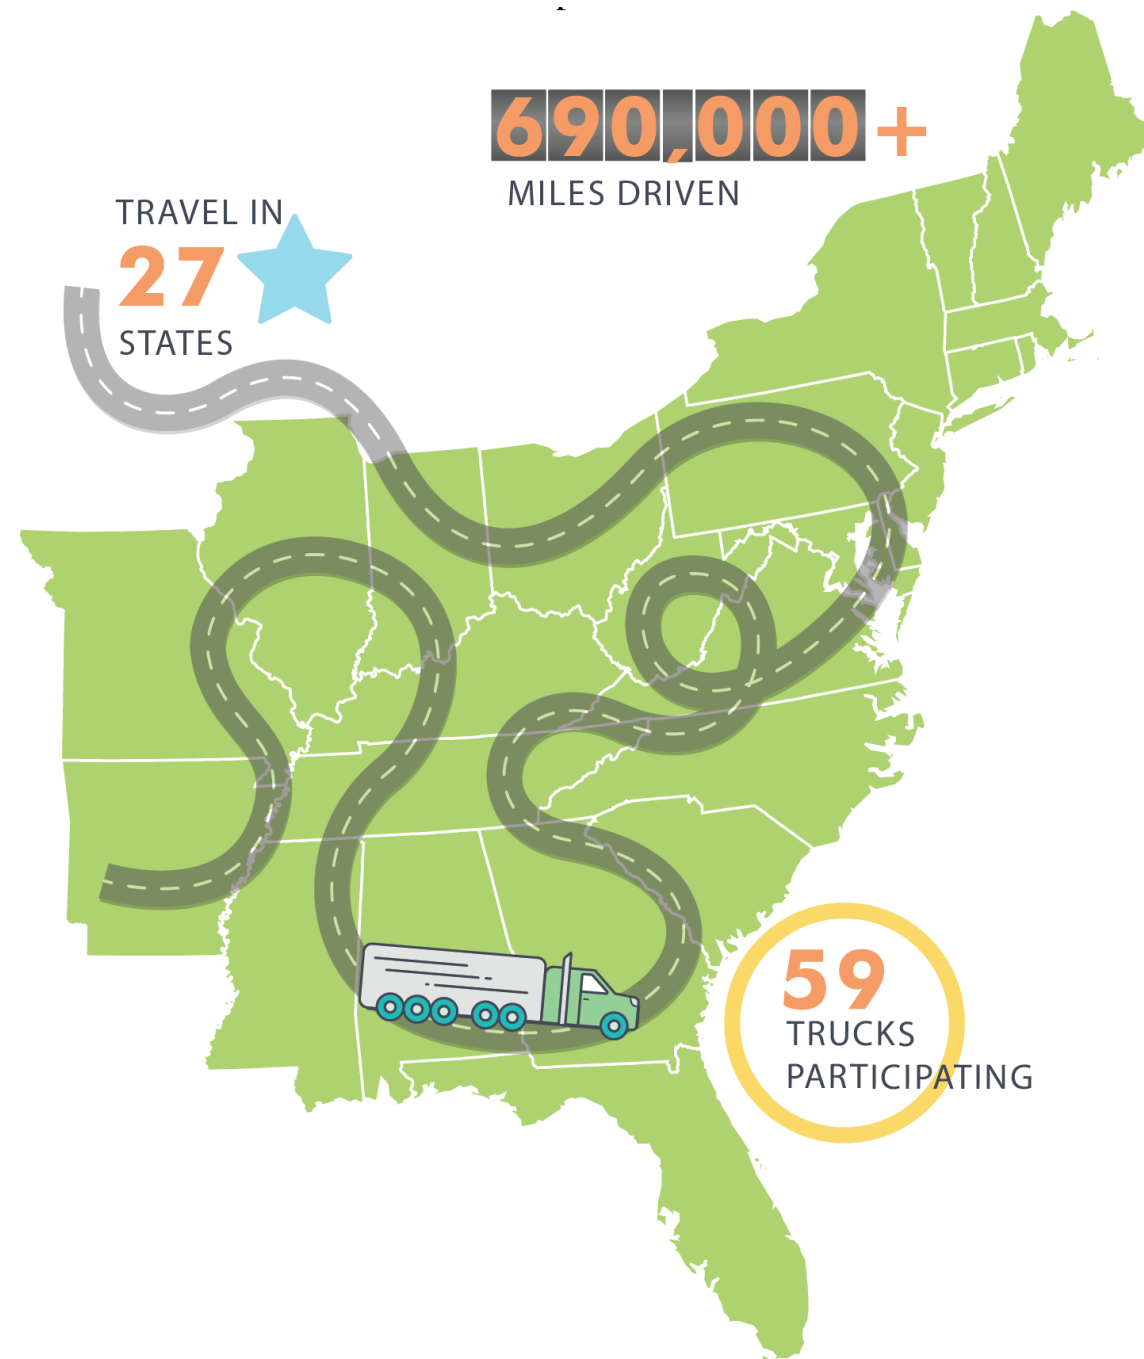 690,000+
MILES DRIVEN
TRAVEL IN
27
STATES
59
TRUCKS
PARTICIPATING